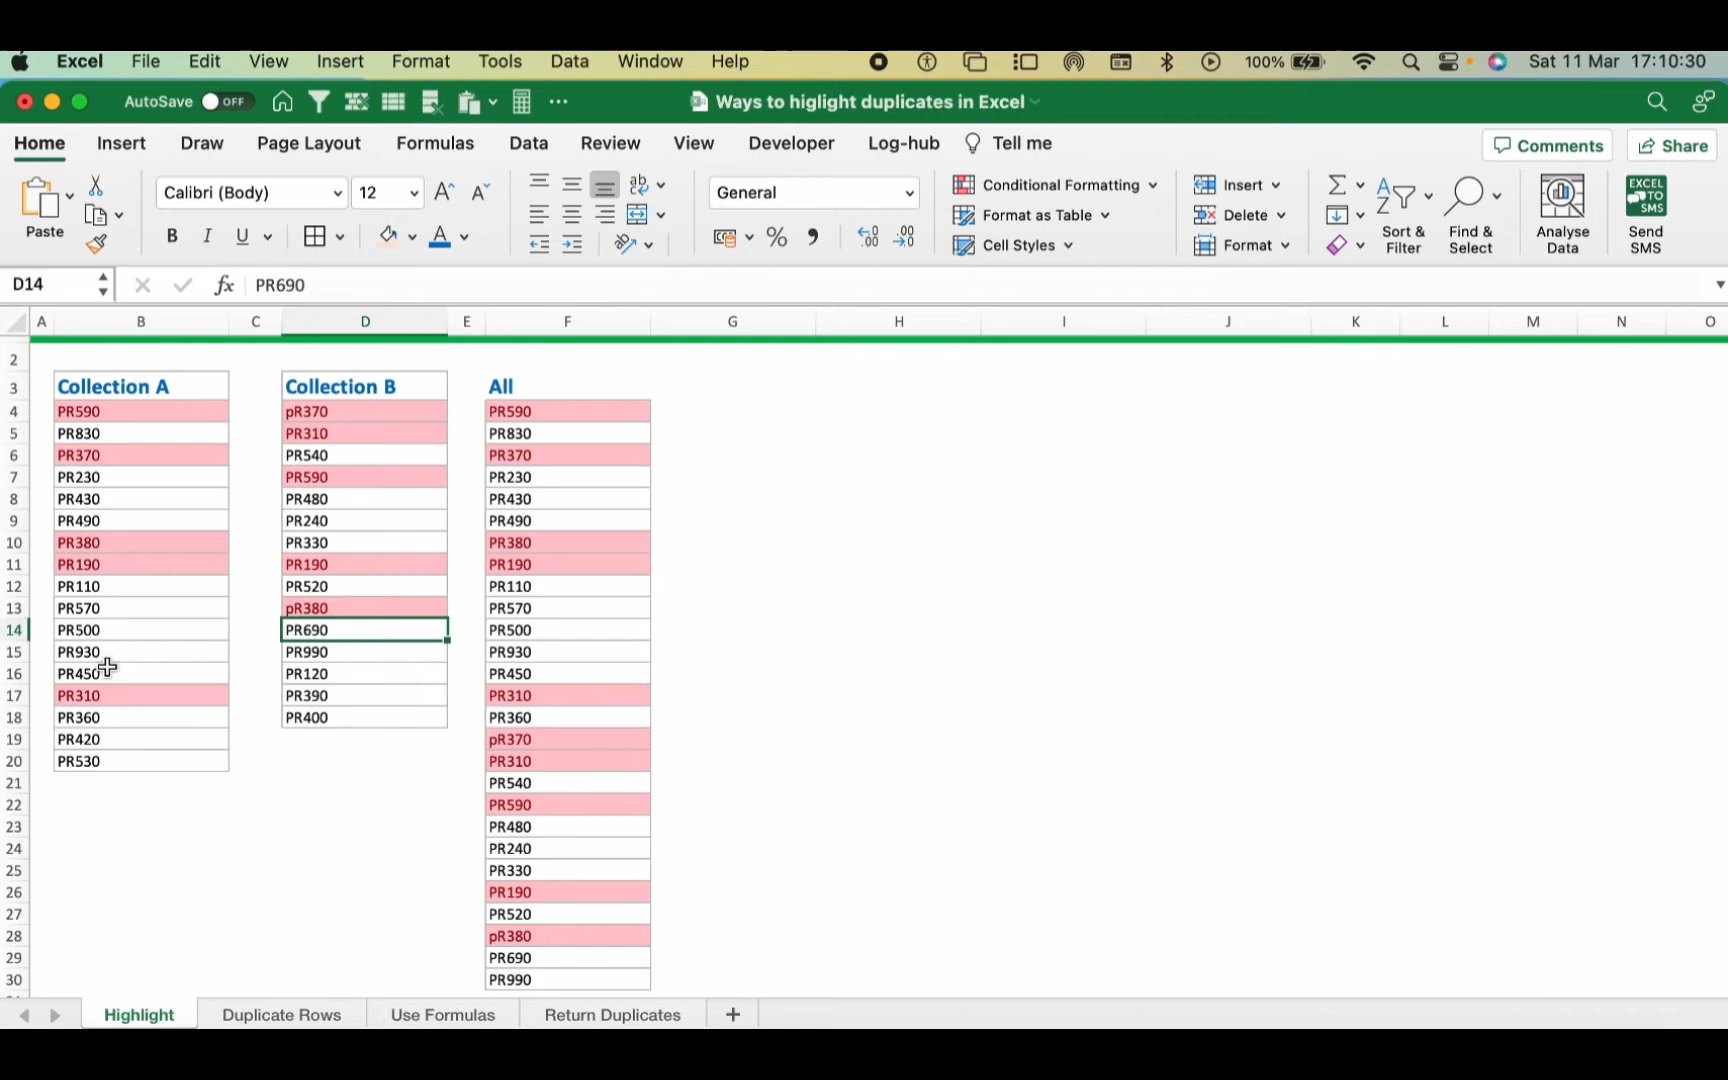 Excel File Edit View Insert Format Tools Data Window Help 100% Sat 11 Mar 17:10:30
AutoSave OFF Ways to higlight duplicates in Excel
Home Insert Draw Page Layout Formulas Data Review View Developer Log-hub Tell me Comments Share
Paste Calibri (Body) 12 General Conditional Formatting Insert
B I U Format as Table Delete
Cell Styles Format
Sort & Filter Find & Select Analyse Data EXCEL TO SMS Send SMS
D14 fx PR690
A B C D E F G H I J K L M N O
2
3 Collection A Collection B All
4 PR590 pR370 PR590
5 PR830 PR310 PR830
6 PR370 PR540 PR370
7 PR230 PR590 PR230
8 PR430 PR480 PR430
9 PR490 PR240 PR490
10 PR380 PR330 PR380
11 PR190 PR190 PR190
12 PR110 PR520 PR110
13 PR570 pR380 PR570
14 PR500 PR690 PR500
15 PR930 PR990 PR930
16 PR450 PR120 PR450
17 PR310 PR390 PR310
18 PR360 PR400 PR360
19 PR420 pR370
20 PR530 PR310
21 PR540
22 PR590
23 PR480
24 PR240
25 PR330
26 PR190
27 PR520
28 pR380
29 PR690
30 PR990
Highlight Duplicate Rows Use Formulas Return Duplicates +